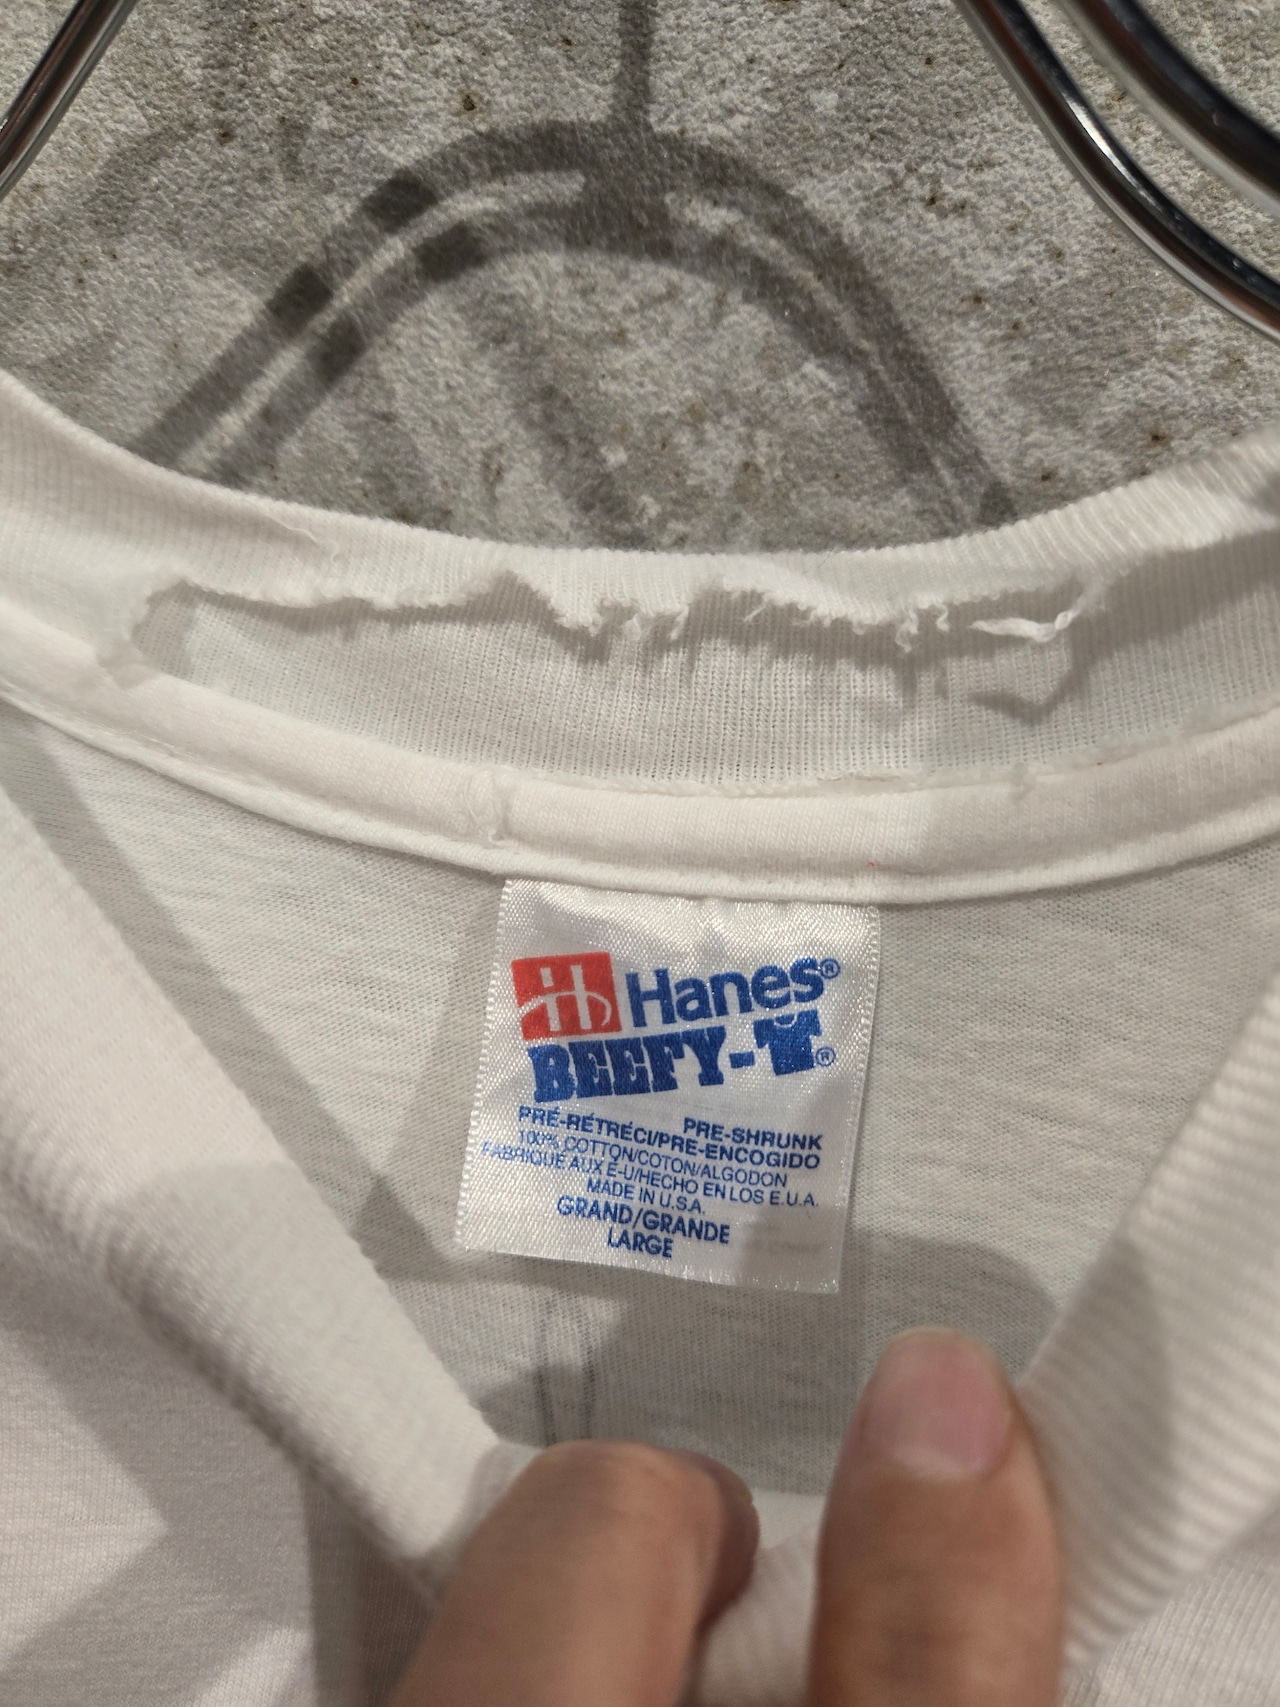 H Hanes®
BEEFY-T®
PRE-SHRUNK
PRÉ-RÉTRÉCI/PRE-ENCOGIDO
100% COTTON/COTON/ALGODON
FABRIQUÉ AUX É-U/HECHO EN LOS E.U.A.
MADE IN U.S.A.
GRAND/GRANDE
LARGE